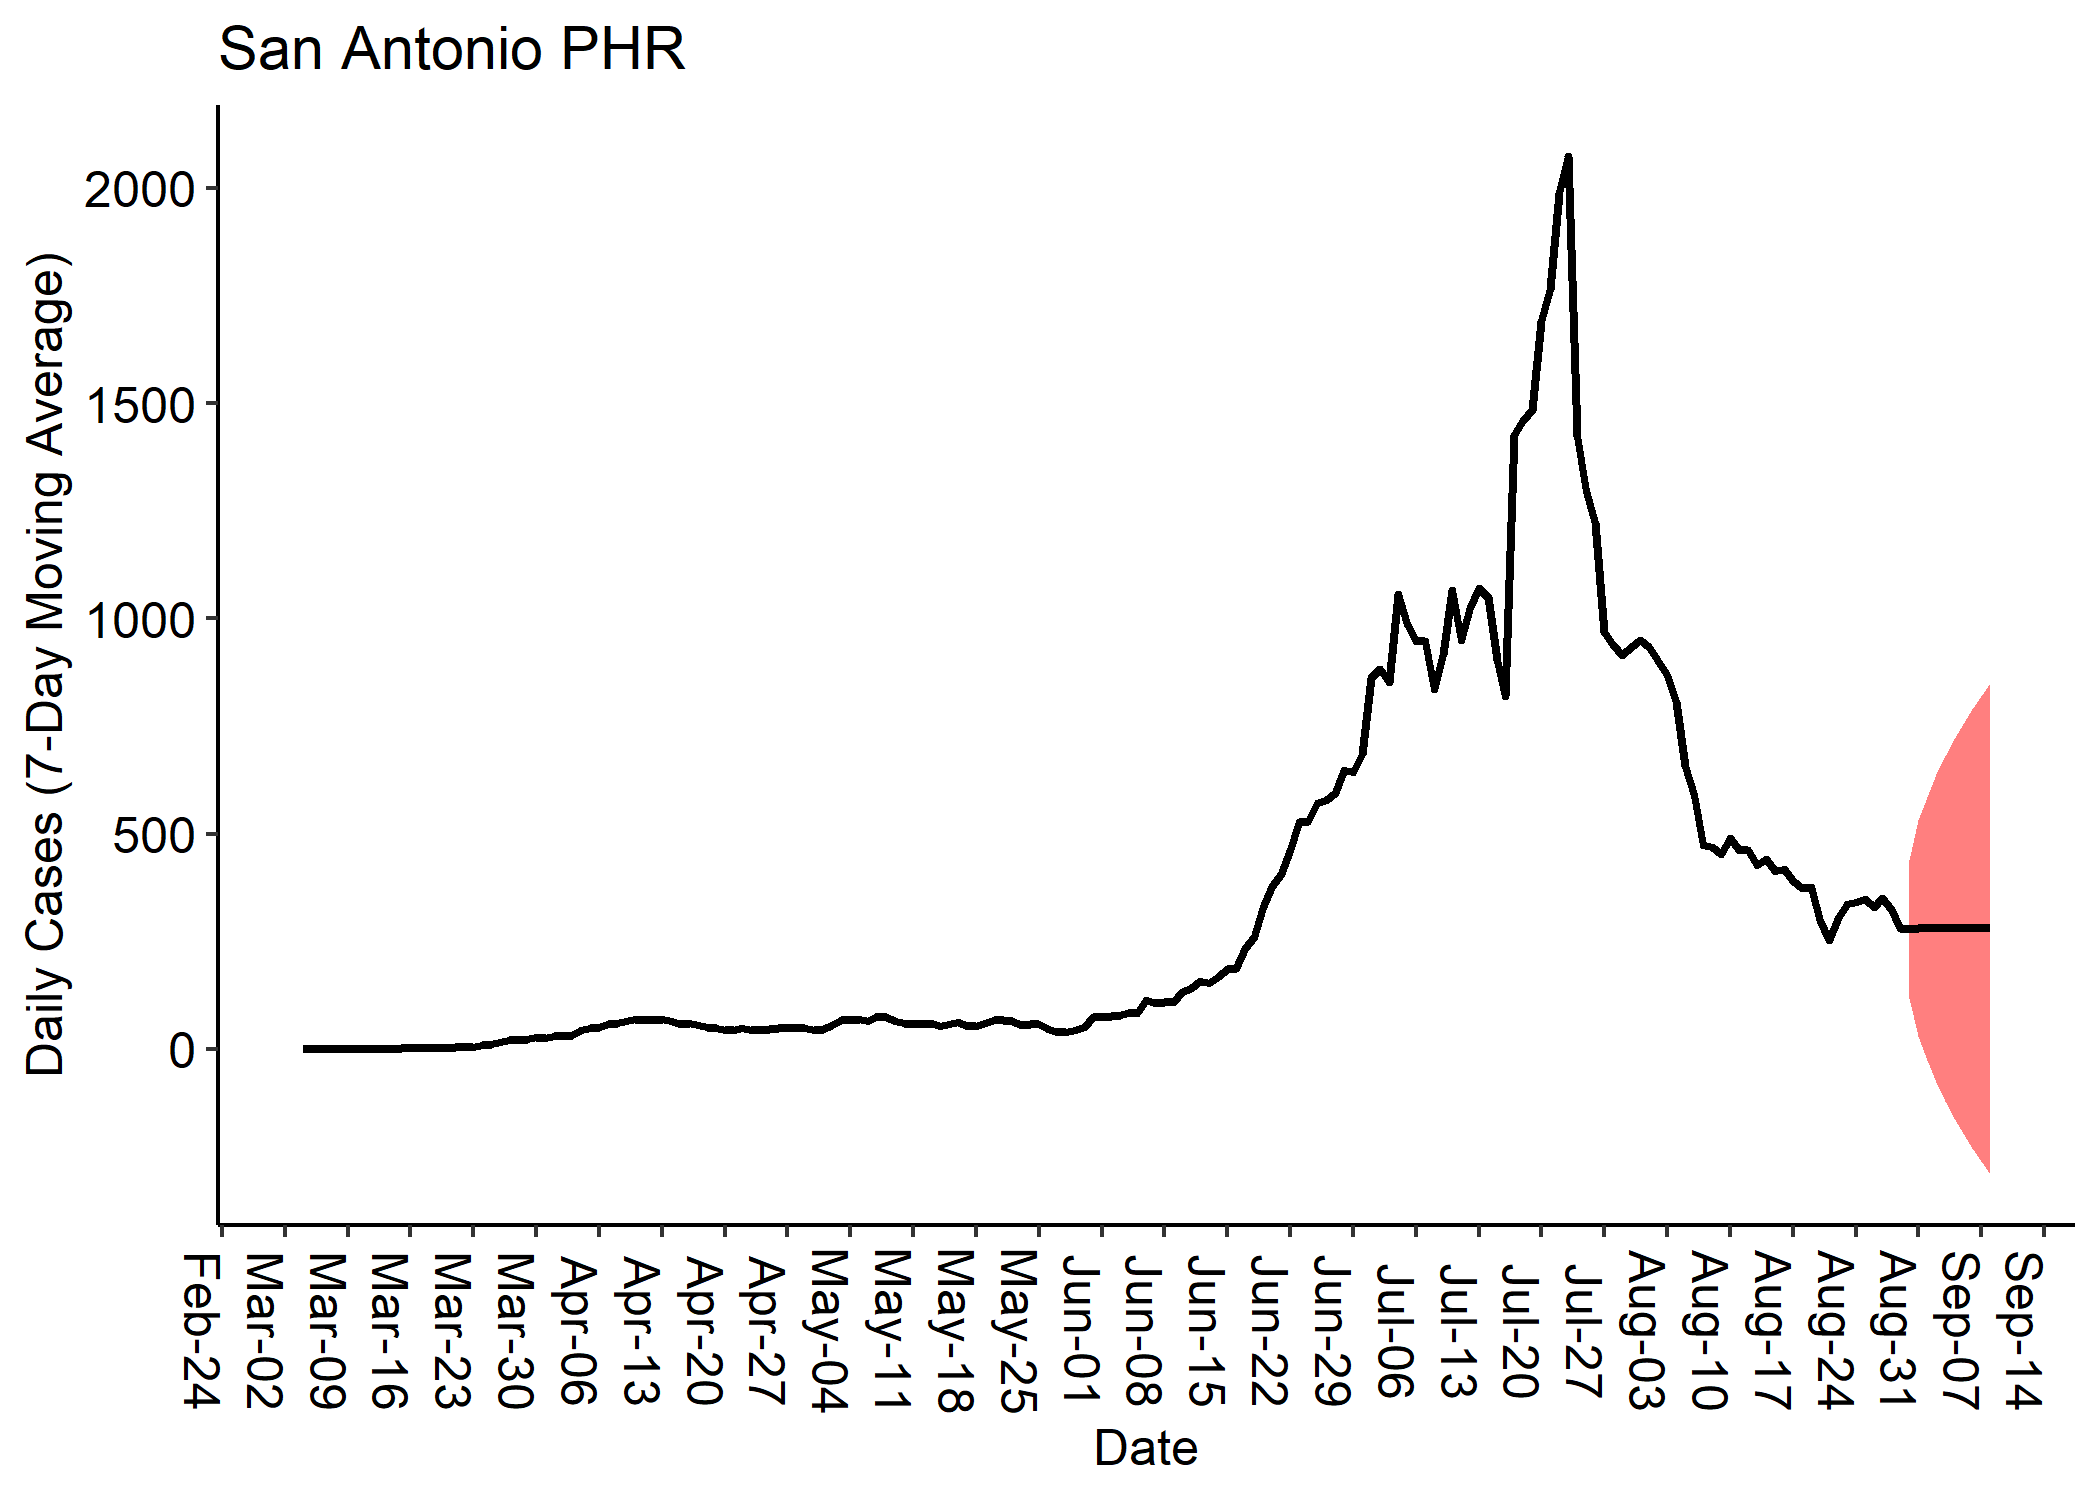 San Antonio PHR
Daily Cases (7-Day Moving Average)
2000
1500
1000
500
0
Feb-24
Mar-02
Mar-09
Mar-16
Mar-23
Mar-30
Apr-06
Apr-13
Apr-20
Apr-27
May-04
May-11
May-18
May-25
Jun-01
Jun-08
Jun-15
Jun-22
Jun-29
Jul-06
Jul-13
Jul-20
Jul-27
Aug-03
Aug-10
Aug-17
Aug-24
Aug-31
Sep-07
Sep-14
Date